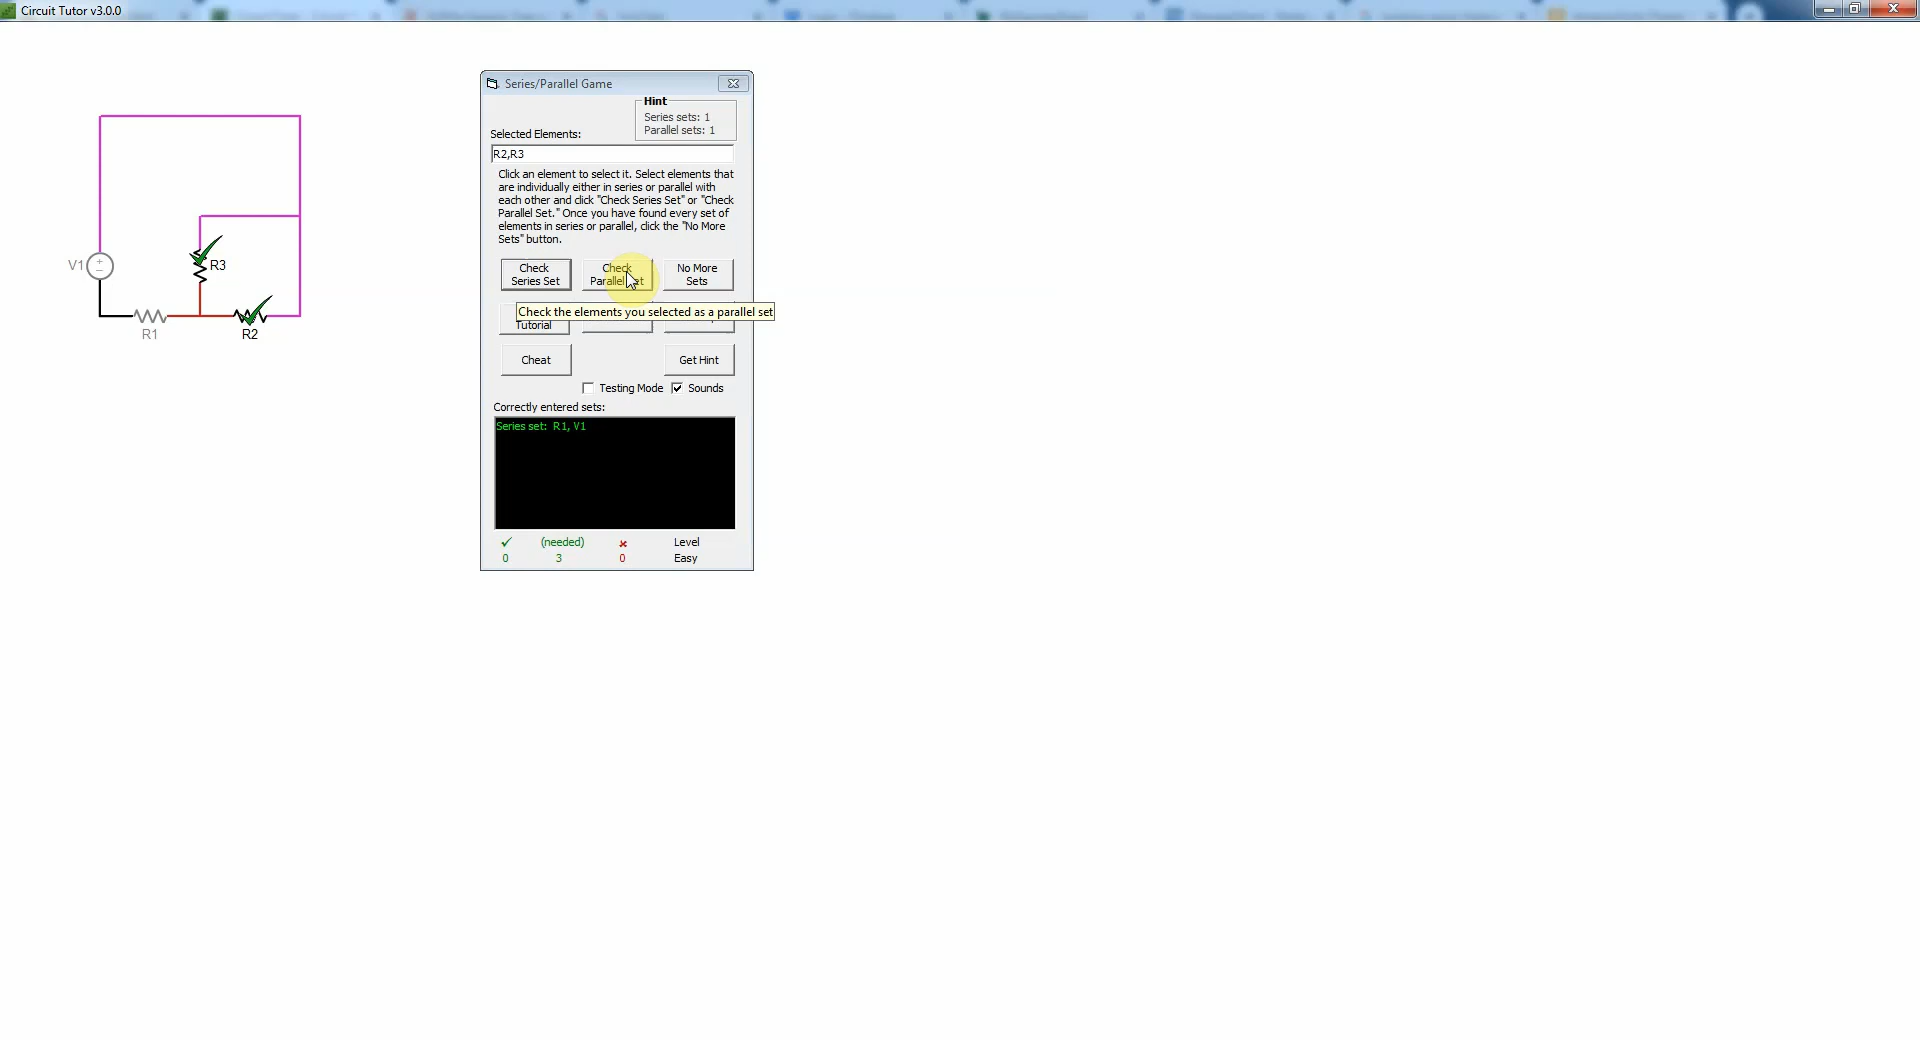 Circuit Tutor v3.0.0
Series/Parallel Game
Hint
Series sets: 1
Parallel sets: 1
Selected Elements:
R2,R3
Click an element to select it. Select elements that
are individually either in series or parallel with
each other and click "Check Series Set" or "Check
Parallel Set." Once you have found every set of
elements in series or parallel, click the "No More
Sets" button.
Check
Series Set
Check
Parallel Set
No More
Sets
Check the elements you selected as a parallel set
Tutorial
Cheat
Get Hint
Testing Mode
Sounds
Correctly entered sets:
Series set: R1, V1
(needed)
Level
0
3
0
Easy
V1
R3
R1
R2